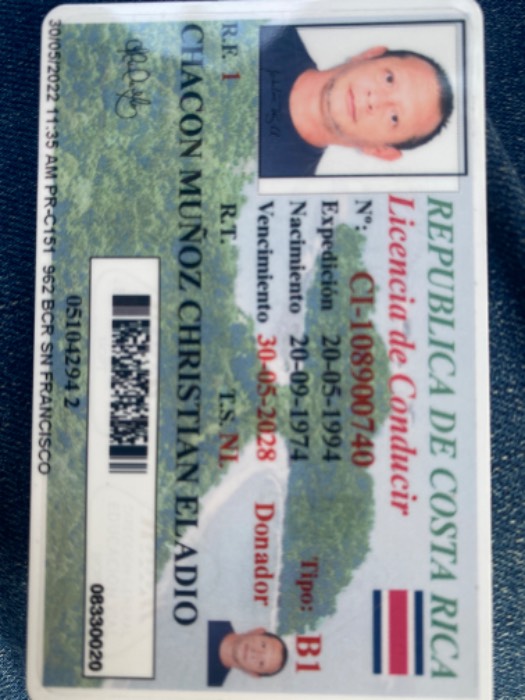 REPUBLICA DE COSTA RICA
Licencia de Conducir
Nº: CI-108900740
Expedición 20-05-1994
Nacimiento 20-09-1974
Vencimiento 30-05-2028
Tipo: B1
Donador
R.F. 1 R.T. T.S. NL
CHACON MUÑOZ CHRISTIAN ELADIO
08330020
05104294 2
30/05/2022 11:35 AM PR-C151 962 BCR SN FRANCISCO